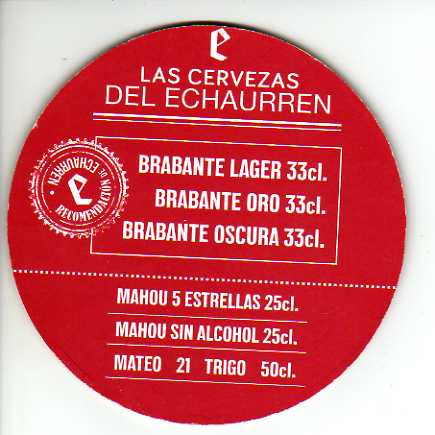 e
LAS CERVEZAS
DEL ECHAURREN
BRABANTE LAGER 33cl.
BRABANTE ORO 33cl.
BRABANTE OSCURA 33cl.
e
RECOMENDACIÓN DE ECHAURREN
MAHOU 5 ESTRELLAS 25cl.
MAHOU SIN ALCOHOL 25cl.
MATEO 21 TRIGO 50cl.